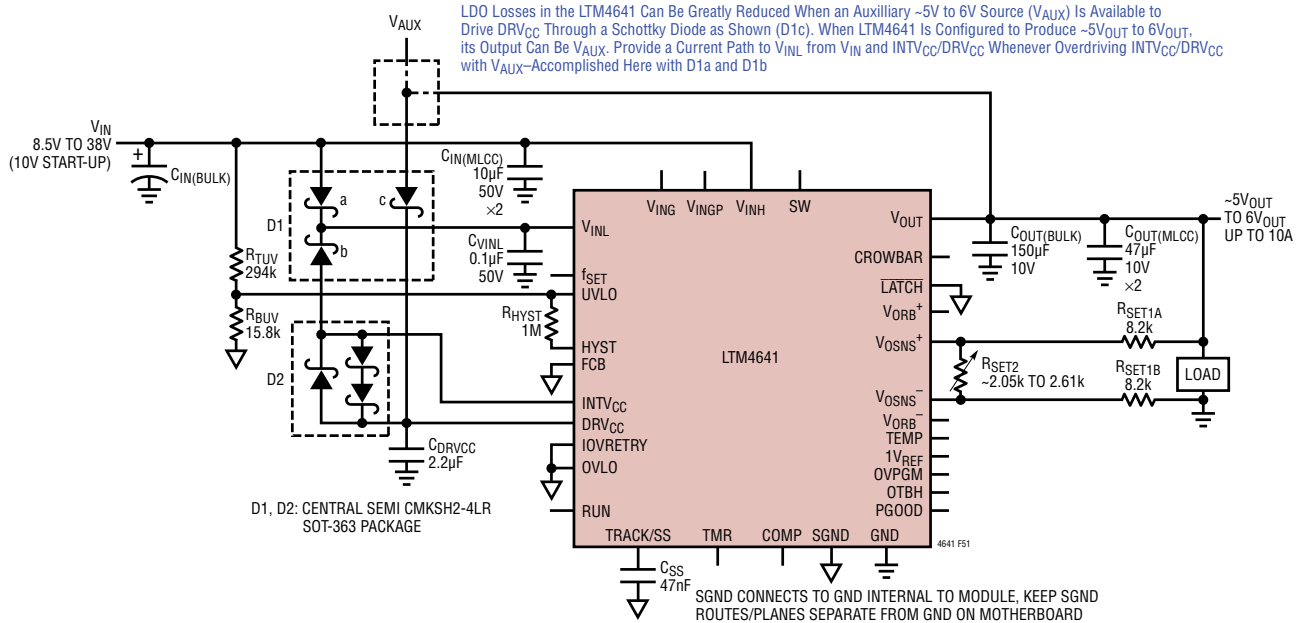 LDO Losses in the LTM4641 Can Be Greatly Reduced When an Auxilliary ~5V to 6V Source (VAUX) Is Available to
Drive DRVCC Through a Schottky Diode as Shown (D1c). When LTM4641 Is Configured to Produce ~5VOUT to 6VOUT,
its Output Can Be VAUX. Provide a Current Path to VINL from VIN and INTVCC/DRVCC Whenever Overdriving INTVCC/DRVCC
with VAUX–Accomplished Here with D1a and D1b
VAUX
VIN
8.5V TO 38V
(10V START-UP)
+
CIN(BULK)
CIN(MLCC)
10µF
50V
×2
D1
a
b
c
CVINL
0.1µF
50V
RTUV
294k
RBUV
15.8k
RHYST
1M
D2
CDRVCC
2.2µF
D1, D2: CENTRAL SEMI CMKSH2-4LR
SOT-363 PACKAGE
VING
VINGP
VINH
SW
VINL
fSET
UVLO
HYST
FCB
INTVCC
DRVCC
IOVRETRY
OVLO
RUN
TRACK/SS
TMR
COMP
SGND
GND
LTM4641
VOUT
CROWBAR
LATCH
VORB+
VOSNS+
VOSNS–
VORB–
TEMP
1VREF
OVPGM
OTBH
PGOOD
COUT(BULK)
150µF
10V
COUT(MLCC)
47µF
10V
×2
~5VOUT
TO 6VOUT
UP TO 10A
RSET1A
8.2k
RSET2
~2.05k TO 2.61k
RSET1B
8.2k
LOAD
CSS
47nF
4641 F51
SGND CONNECTS TO GND INTERNAL TO MODULE, KEEP SGND
ROUTES/PLANES SEPARATE FROM GND ON MOTHERBOARD